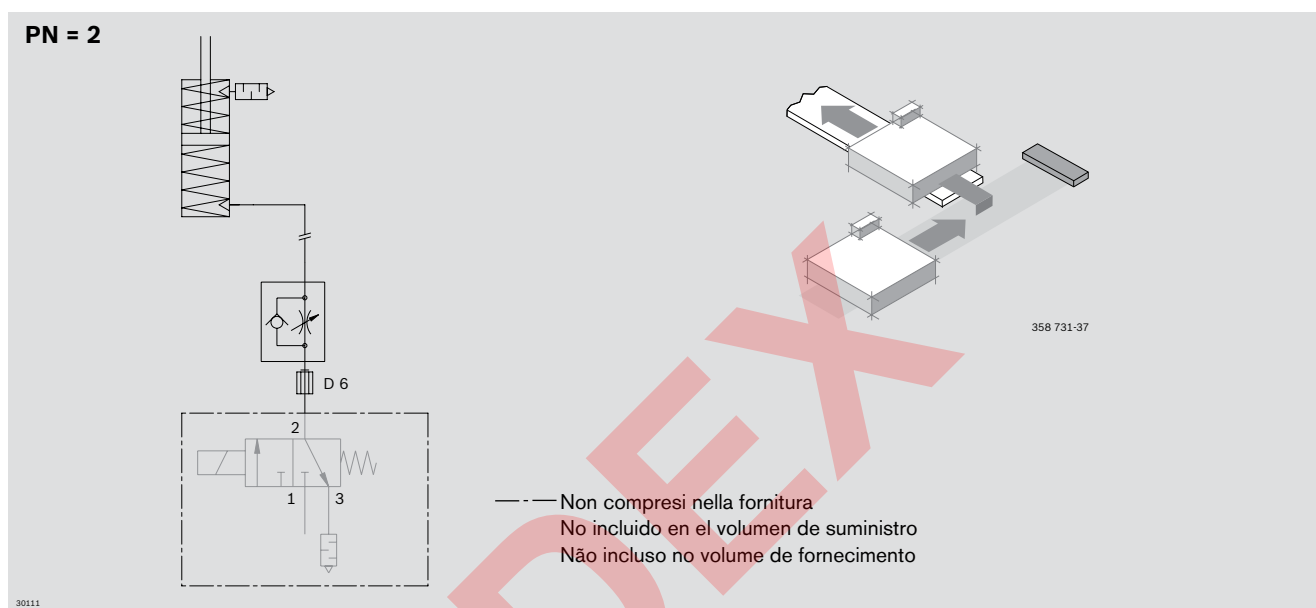 PN = 2
358 731-37
D 6
2
1 3
Non compresi nella fornitura
No incluido en el volumen de suministro
Não incluso no volume de fornecimento
30111
DEX